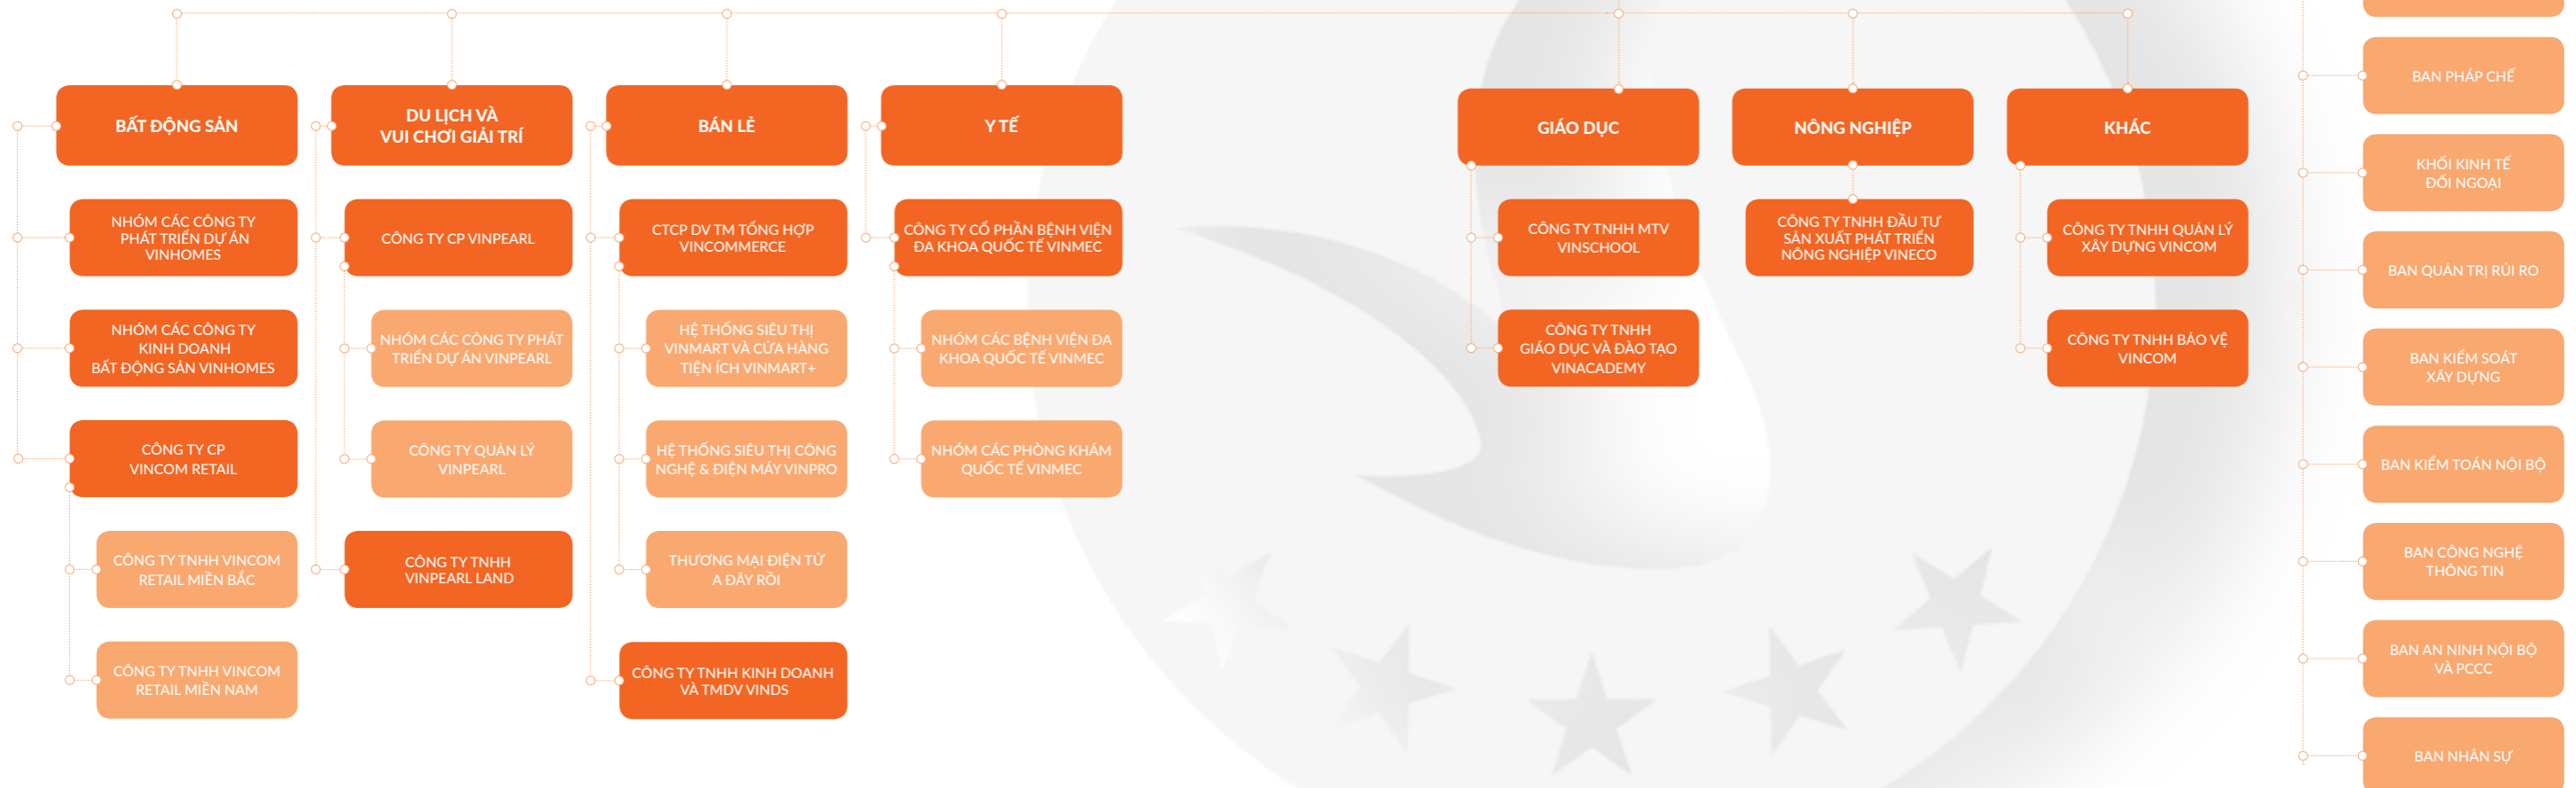 BẤT ĐỘNG SẢN
NHÓM CÁC CÔNG TY
PHÁT TRIỂN DỰ ÁN
VINHOMES
NHÓM CÁC CÔNG TY
KINH DOANH
BẤT ĐỘNG SẢN VINHOMES
CÔNG TY CP
VINCOM RETAIL
CÔNG TY TNHH VINCOM
RETAIL MIỀN BẮC
CÔNG TY TNHH VINCOM
RETAIL MIỀN NAM
DU LỊCH VÀ
VUI CHƠI GIẢI TRÍ
CÔNG TY CP VINPEARL
NHÓM CÁC CÔNG TY PHÁT
TRIỂN DỰ ÁN VINPEARL
CÔNG TY QUẢN LÝ
VINPEARL
CÔNG TY TNHH
VINPEARL LAND
BÁN LẺ
CTCP DV TM TỔNG HỢP
VINCOMMERCE
HỆ THỐNG SIÊU THỊ
VINMART VÀ CỬA HÀNG
TIỆN ÍCH VINMART+
HỆ THỐNG SIÊU THỊ CÔNG
NGHỆ & ĐIỆN MÁY VINPRO
THƯƠNG MẠI ĐIỆN TỬ
A ĐÂY RỒI
CÔNG TY TNHH KINH DOANH
VÀ TMDV VINDS
Y TẾ
CÔNG TY CỔ PHẦN BỆNH VIỆN
ĐA KHOA QUỐC TẾ VINMEC
NHÓM CÁC BỆNH VIỆN ĐA
KHOA QUỐC TẾ VINMEC
NHÓM CÁC PHÒNG KHÁM
QUỐC TẾ VINMEC
GIÁO DỤC
CÔNG TY TNHH MTV
VINSCHOOL
CÔNG TY TNHH
GIÁO DỤC VÀ ĐÀO TẠO
VINACADEMY
NÔNG NGHIỆP
CÔNG TY TNHH ĐẦU TƯ
SẢN XUẤT PHÁT TRIỂN
NÔNG NGHIỆP VINECO
KHÁC
CÔNG TY TNHH QUẢN LÝ
XÂY DỰNG VINCOM
CÔNG TY TNHH BẢO VỆ
VINCOM
BAN PHÁP CHẾ
KHỐI KINH TẾ
ĐỐI NGOẠI
BAN QUẢN TRỊ RỦI RO
BAN KIỂM SOÁT
XÂY DỰNG
BAN KIỂM TOÁN NỘI BỘ
BAN CÔNG NGHỆ
THÔNG TIN
BAN AN NINH NỘI BỘ
VÀ PCCC
BAN NHÂN SỰ